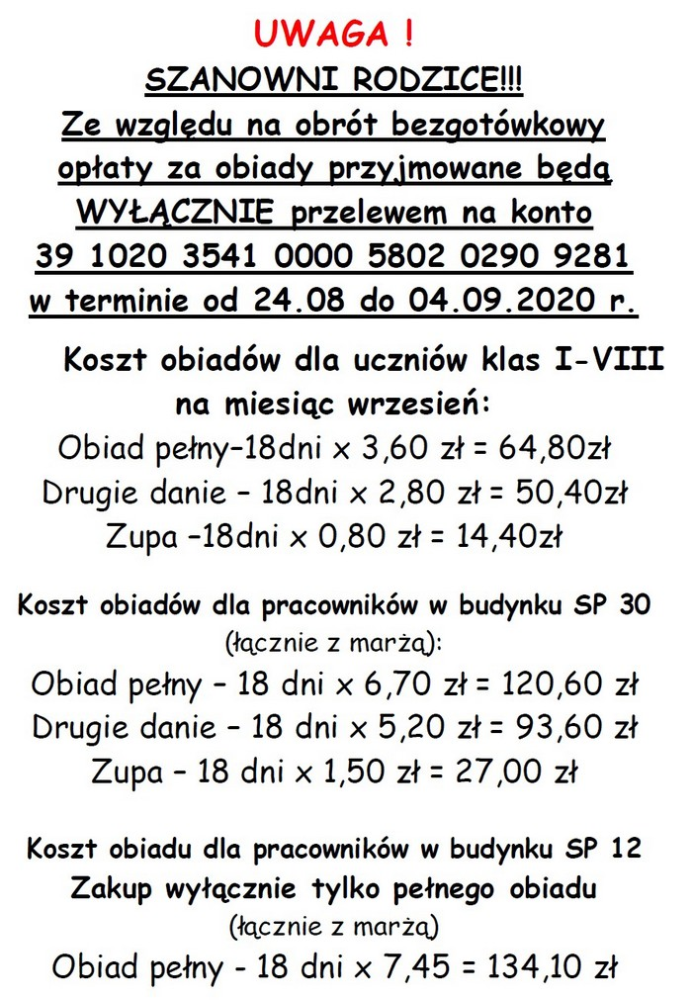 UWAGA !
SZANOWNI RODZICE!!!
Ze względu na obrót bezgotówkowy
opłaty za obiady przyjmowane będą
WYŁĄCZNIE przelewem na konto
39 1020 3541 0000 5802 0290 9281
w terminie od 24.08 do 04.09.2020 r.
Koszt obiadów dla uczniów klas I-VIII
na miesiąc wrzesień:
Obiad pełny–18dni x 3,60 zł = 64,80zł
Drugie danie – 18dni x 2,80 zł = 50,40zł
Zupa –18dni x 0,80 zł = 14,40zł
Koszt obiadów dla pracowników w budynku SP 30
(łącznie z marżą):
Obiad pełny – 18 dni x 6,70 zł = 120,60 zł
Drugie danie – 18 dni x 5,20 zł = 93,60 zł
Zupa – 18 dni x 1,50 zł = 27,00 zł
Koszt obiadu dla pracowników w budynku SP 12
Zakup wyłącznie tylko pełnego obiadu
(łącznie z marżą)
Obiad pełny - 18 dni x 7,45 = 134,10 zł